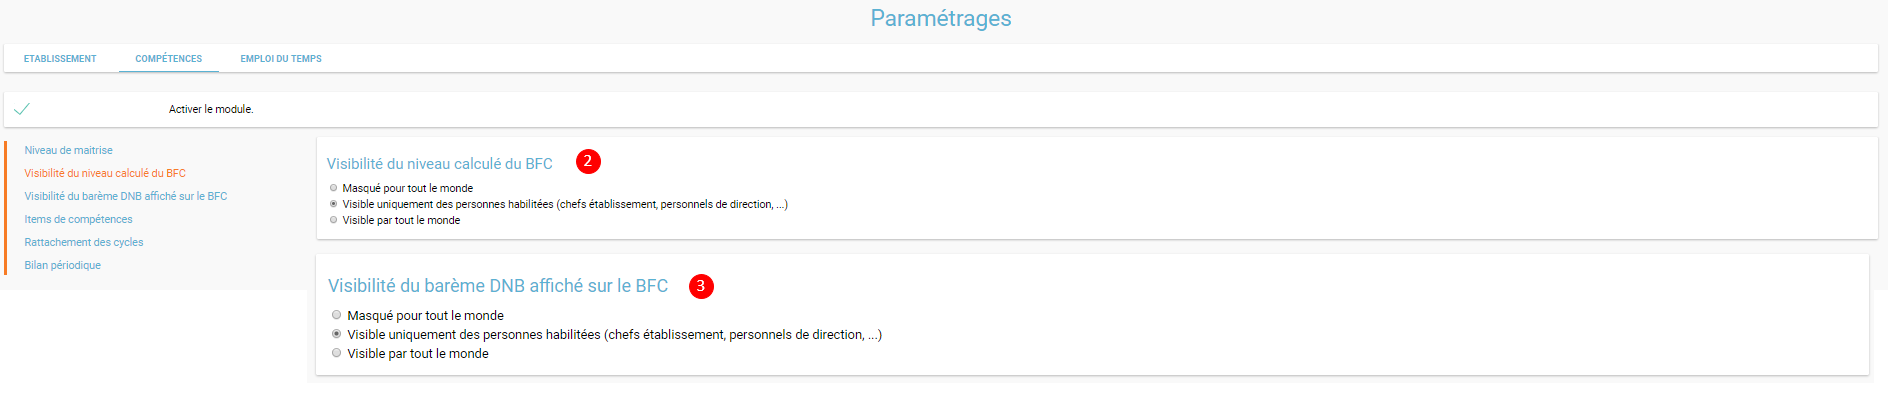 Paramétrages
ETABLISSEMENT COMPÉTENCES EMPLOI DU TEMPS
Activer le module.
Niveau de maitrise
Visibilité du niveau calculé du BFC
Visibilité du barème DNB affiché sur le BFC
Items de compétences
Rattachement des cycles
Bilan périodique
Visibilité du niveau calculé du BFC 2
Masqué pour tout le monde
Visible uniquement des personnes habilitées (chefs établissement, personnels de direction, ...)
Visible par tout le monde
Visibilité du barème DNB affiché sur le BFC 3
Masqué pour tout le monde
Visible uniquement des personnes habilitées (chefs établissement, personnels de direction, ...)
Visible par tout le monde